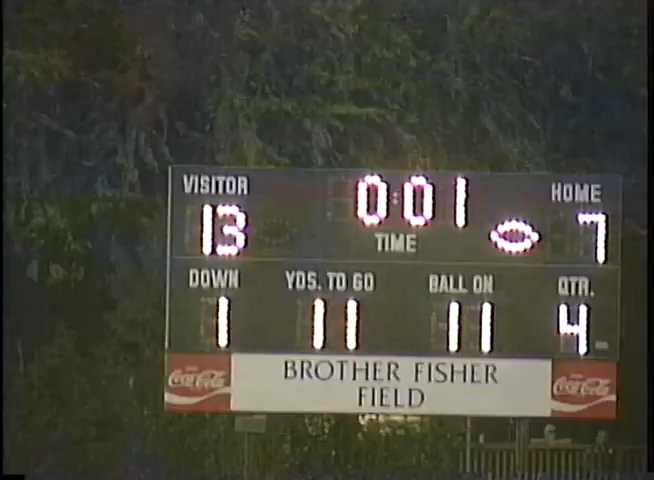 VISITOR
HOME
13
0:01
7
TIME
DOWN
YDS. TO GO
BALL ON
QTR.
1
11
11
4
Coca-Cola
BROTHER FISHER
FIELD
Coca-Cola